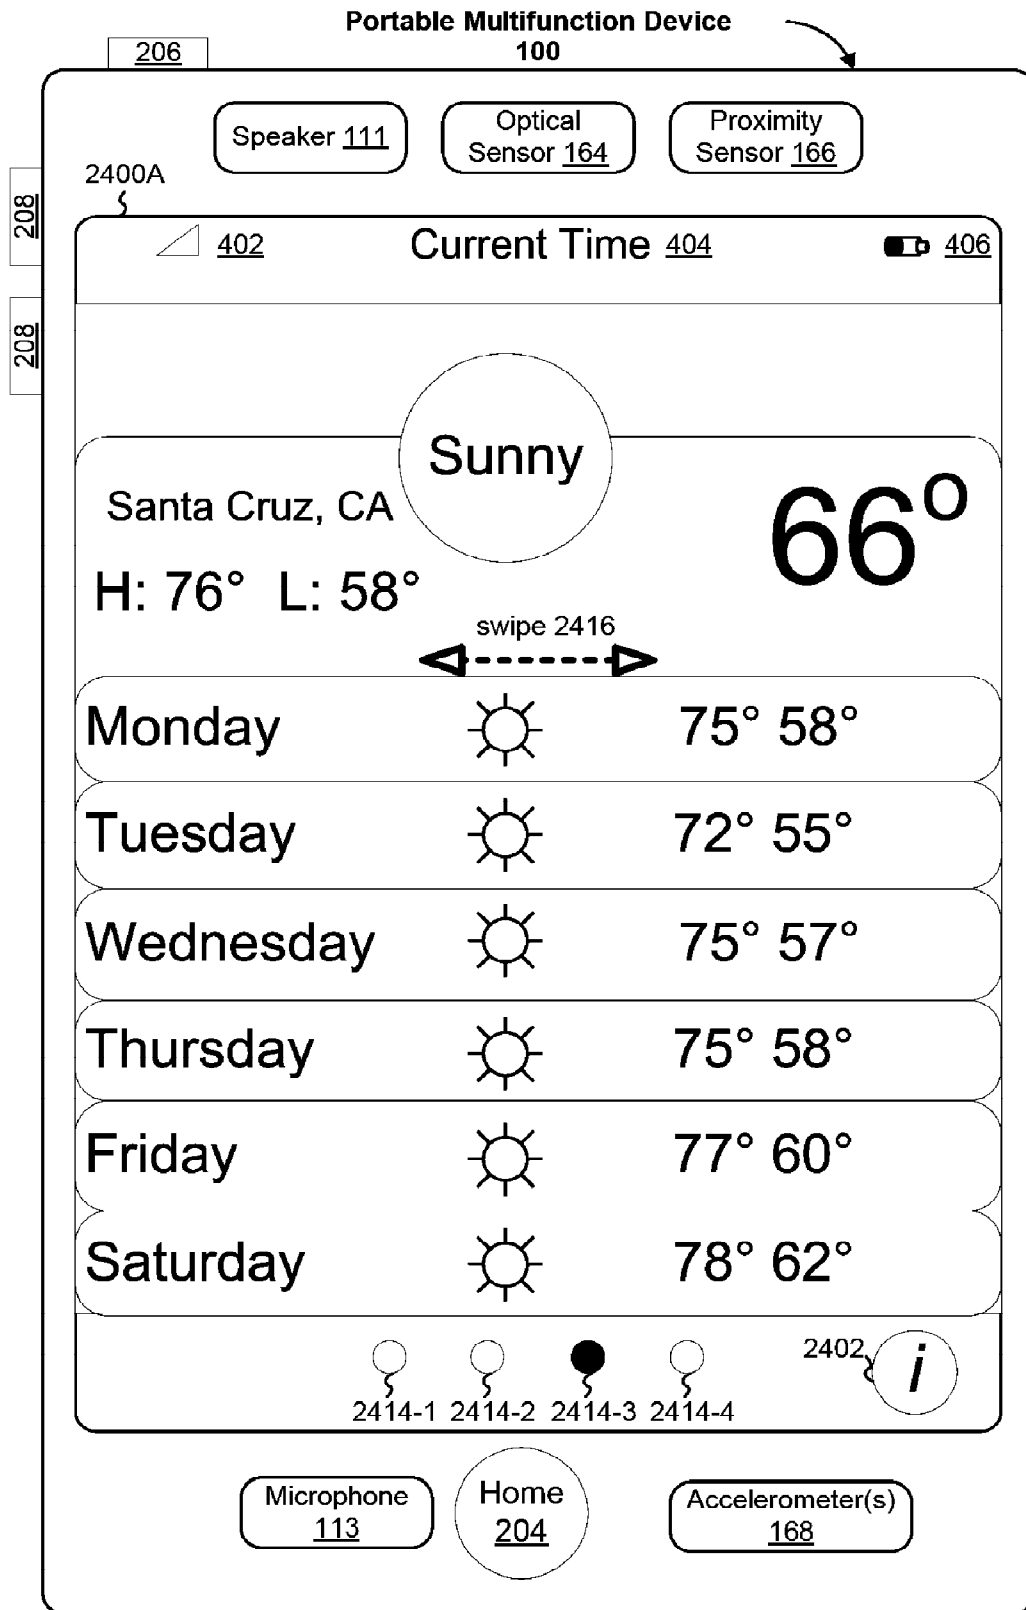 Portable Multifunction Device
100
206
Speaker 111
Optical
Sensor 164
Proximity
Sensor 166
2400A
208
208
402
Current Time 404
406
Sunny
Santa Cruz, CA
66°
H: 76° L: 58°
swipe 2416
Monday 75° 58°
Tuesday 72° 55°
Wednesday 75° 57°
Thursday 75° 58°
Friday 77° 60°
Saturday 78° 62°
2402
i
2414-1 2414-2 2414-3 2414-4
Microphone
113
Home
204
Accelerometer(s)
168